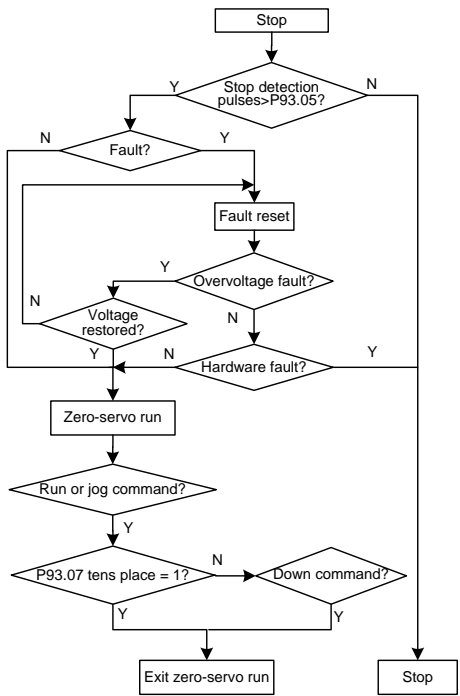 Stop
Stop detection
pulses>P93.05?
Y
N
Fault?
N
Y
Fault reset
Overvoltage fault?
Y
N
Voltage
restored?
N
Y
Hardware fault?
N
Y
Zero-servo run
Run or jog command?
Y
P93.07 tens place = 1?
N
Down command?
Y
Y
Exit zero-servo run
Stop